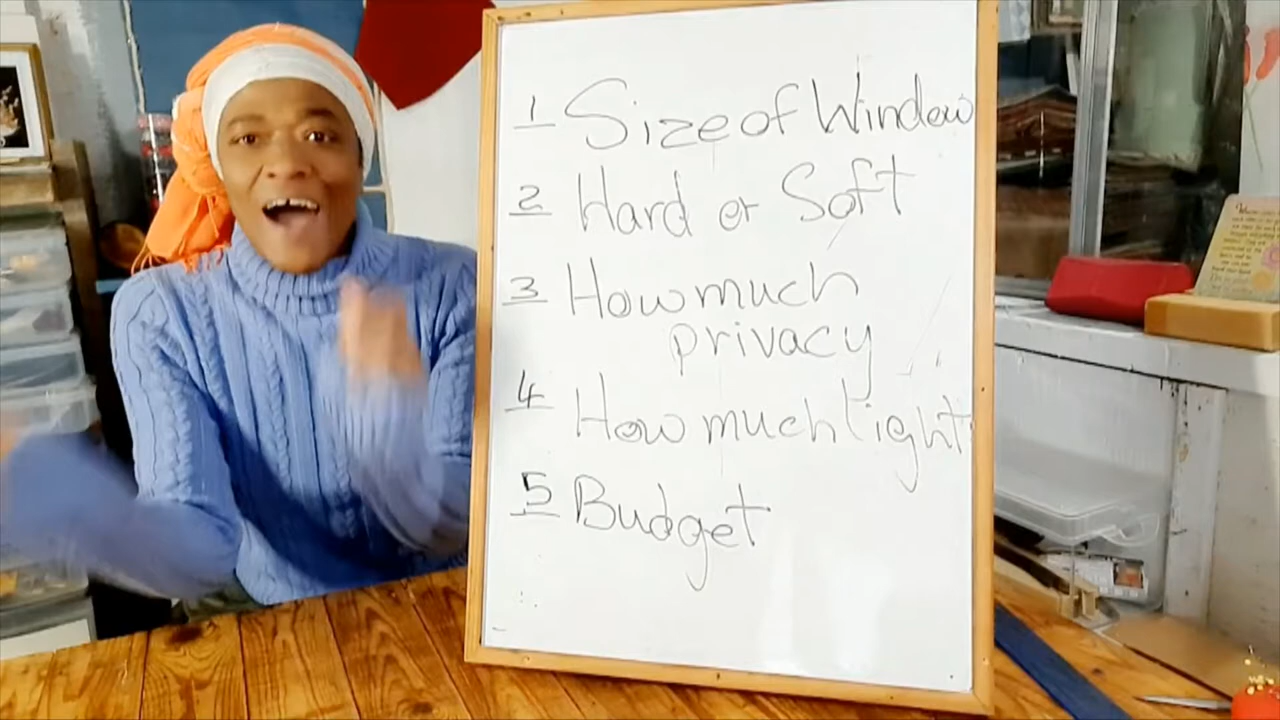 1 Size of Window
2 Hard or Soft
3 How much
privacy
4 How much light
5 Budget